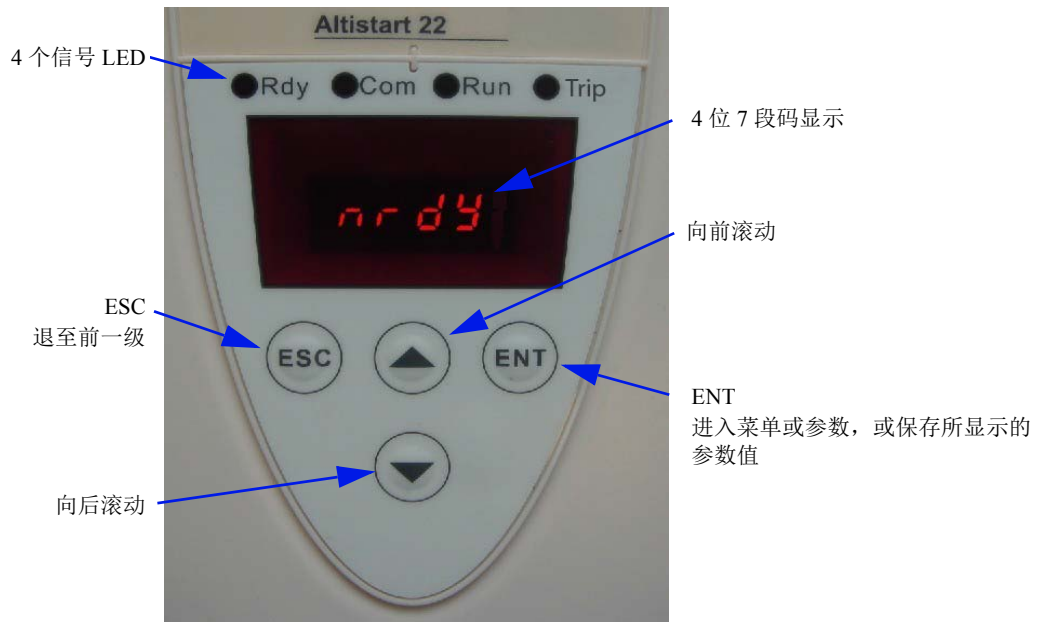 Altistart 22
4 个信号 LED
Rdy Com Run Trip
4 位 7 段码显示
nrdy
向前滚动
ESC
退至前一级
ESC
ENT
ENT
进入菜单或参数，或保存所显示的
参数值
向后滚动